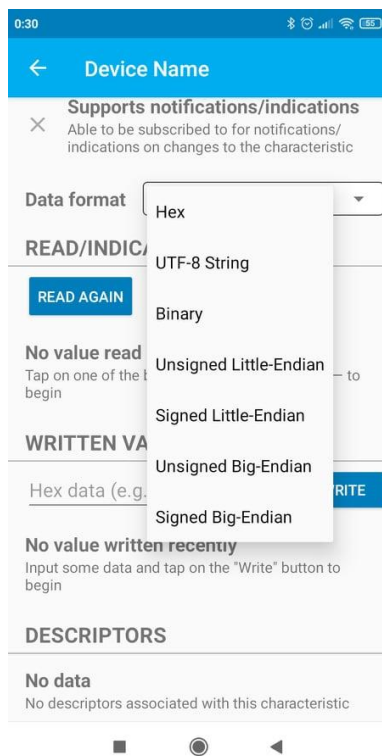 0:30
55
Device Name
Supports notifications/indications
Able to be subscribed to for notifications/
indications on changes to the characteristic
Data format
Hex
UTF-8 String
Binary
Unsigned Little-Endian
Signed Little-Endian
Unsigned Big-Endian
Signed Big-Endian
READ/INDICA
READ AGAIN
No value read
Tap on one of the – to
begin
WRITTEN VA
Hex data (e.g. RITE
No value written recently
Input some data and tap on the "Write" button to
begin
DESCRIPTORS
No data
No descriptors associated with this characteristic